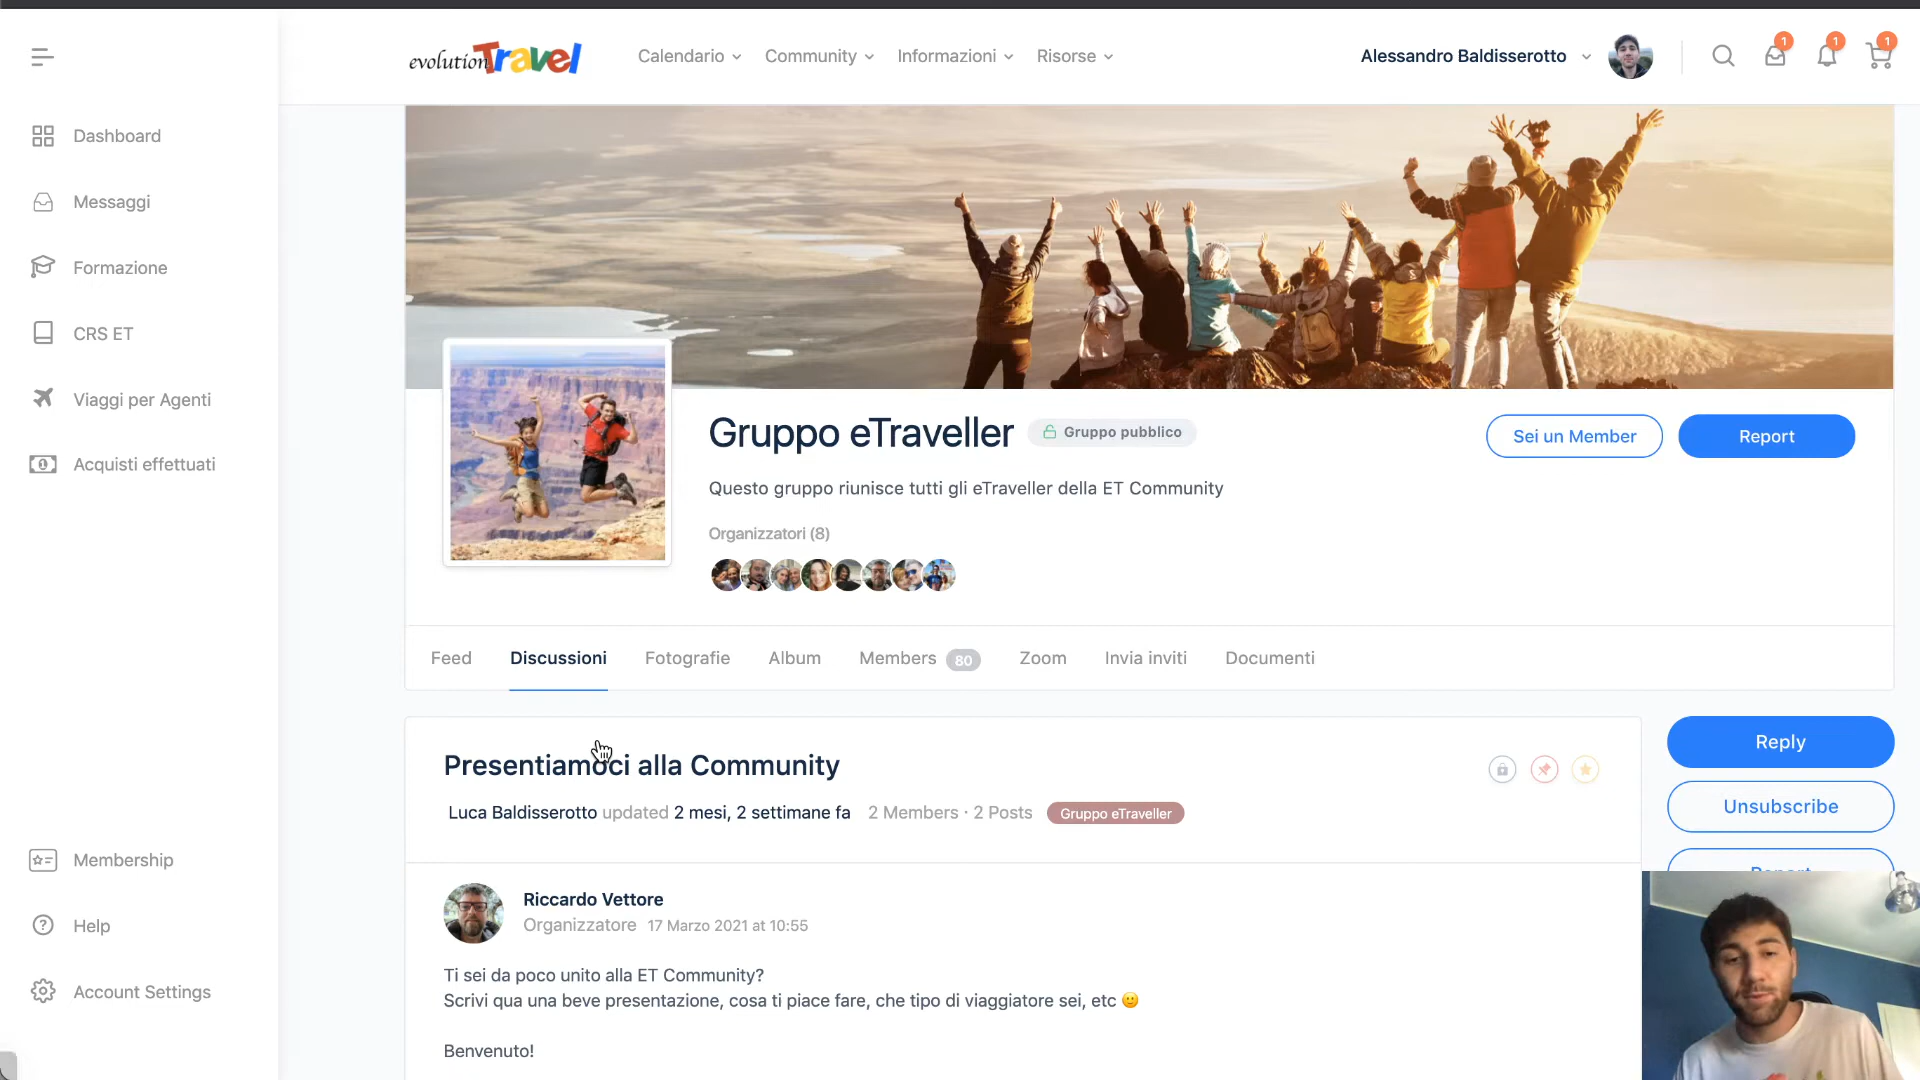 evolution Travel
Calendario
Community
Informazioni
Risorse
Alessandro Baldisserotto
1
1
1
Dashboard
Messaggi
Formazione
CRS ET
Viaggi per Agenti
Acquisti effettuati
Membership
Help
Account Settings
Gruppo eTraveller
Gruppo pubblico
Sei un Member
Report
Questo gruppo riunisce tutti gli eTraveller della ET Community
Organizzatori (8)
Feed
Discussioni
Fotografie
Album
Members 80
Zoom
Invia inviti
Documenti
Presentiamoci alla Community
Luca Baldisserotto updated 2 mesi, 2 settimane fa 2 Members · 2 Posts Gruppo eTraveller
Reply
Unsubscribe
Report
Riccardo Vettore
Organizzatore 17 Marzo 2021 at 10:55
Ti sei da poco unito alla ET Community?
Scrivi qua una beve presentazione, cosa ti piace fare, che tipo di viaggiatore sei, etc 🙂
Benvenuto!